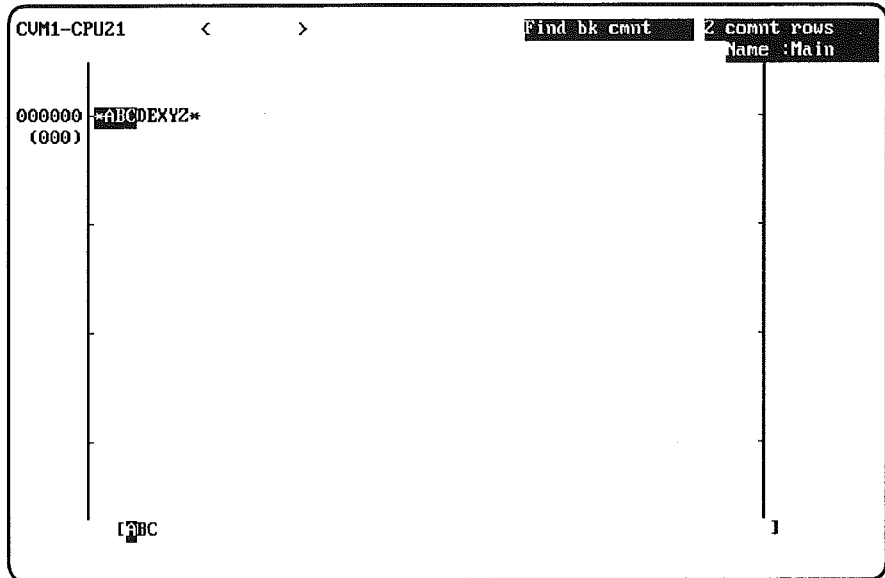 CVM1-CPU21 < > Find bk cmnt 2 comnt rows
Name :Main
000000 *ABCDEXYZ*
(000)
[ABC ]